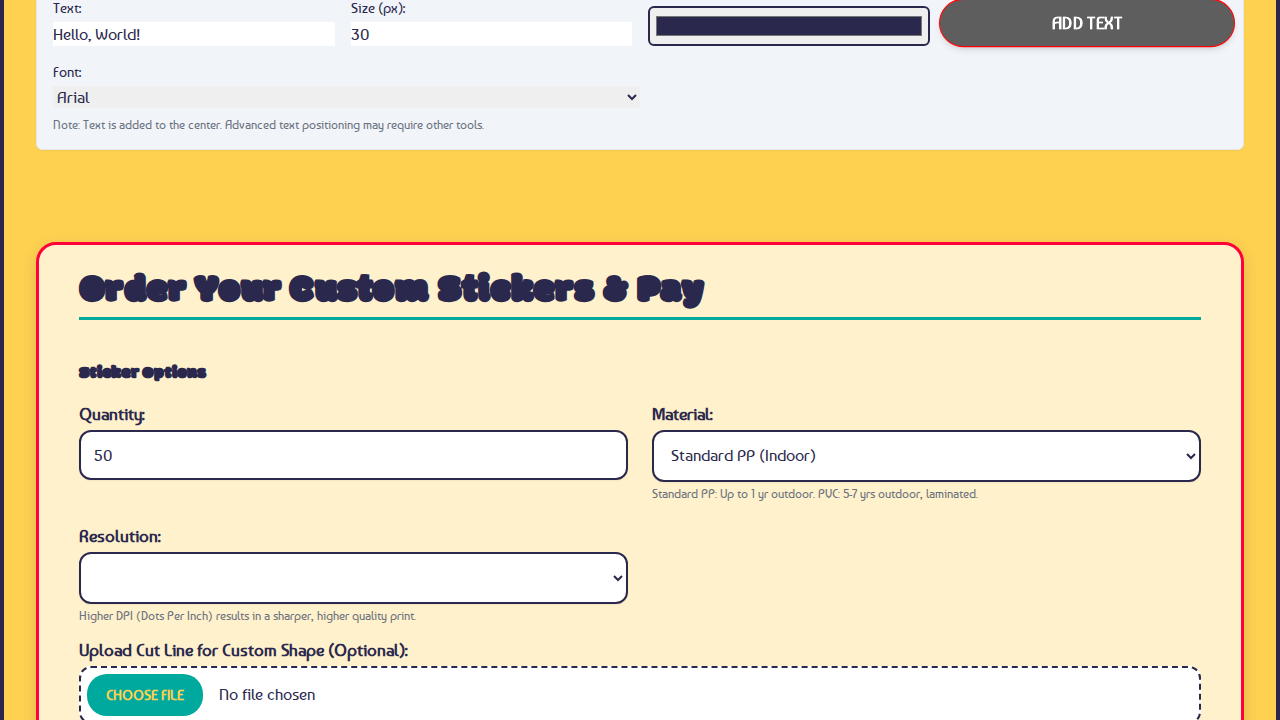 Text:
Size (px):
Hello, World!
30
ADD TEXT
Font:
Arial
Note: Text is added to the center. Advanced text positioning may require other tools.
Order Your Custom Stickers & Pay
Sticker Options
Quantity:
Material:
50
Standard PP (Indoor)
Standard PP: Up to 1 yr outdoor. PVC: 5-7 yrs outdoor, laminated.
Resolution:
Higher DPI (Dots Per Inch) results in a sharper, higher quality print.
Upload Cut Line for Custom Shape (Optional):
CHOOSE FILE
No file chosen